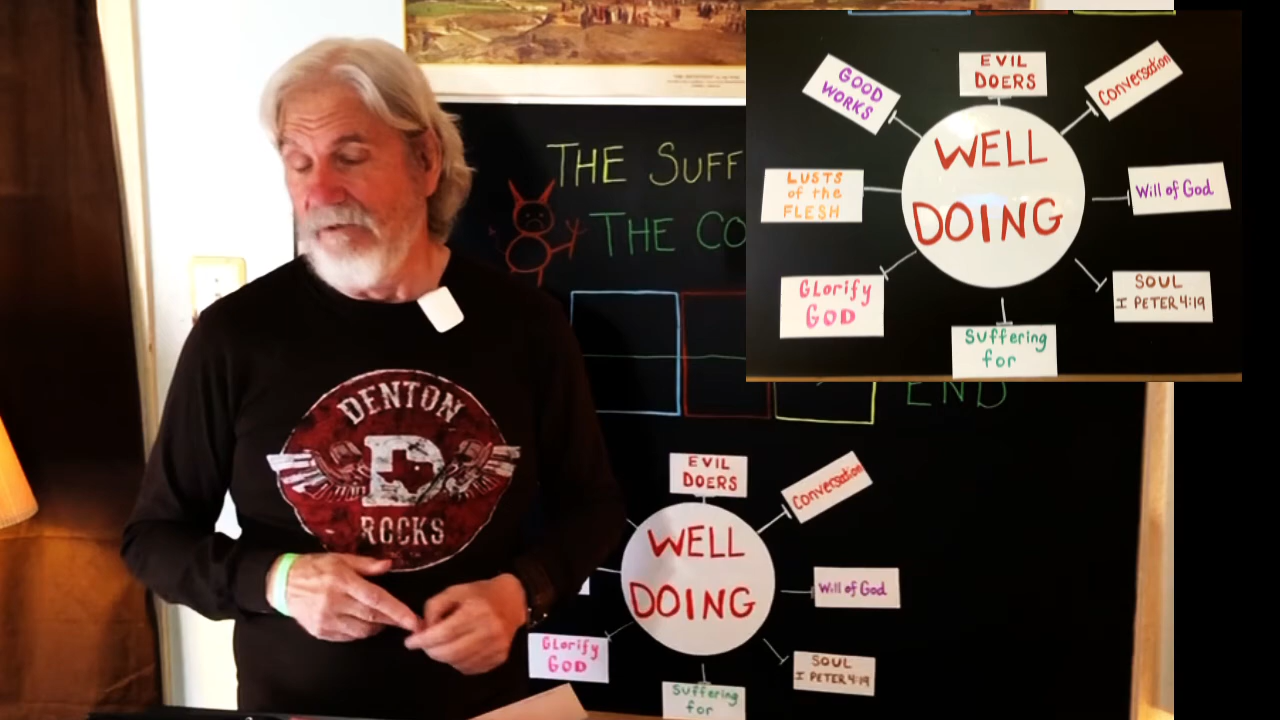 THE SUFF
THE CO
END
EVIL
DOERS
GOOD
WORKS
Conversation
WELL
DOING
LUSTS
of the
FLESH
Will of God
GLorify
GOD
SOUL
I PETER 4:19
Suffering
for
DENTON
D
ROCKS
EVIL
DOERS
Conversation
WELL
DOING
Will of God
GLorify
GOD
SOUL
I PETER 4:19
Suffering
for